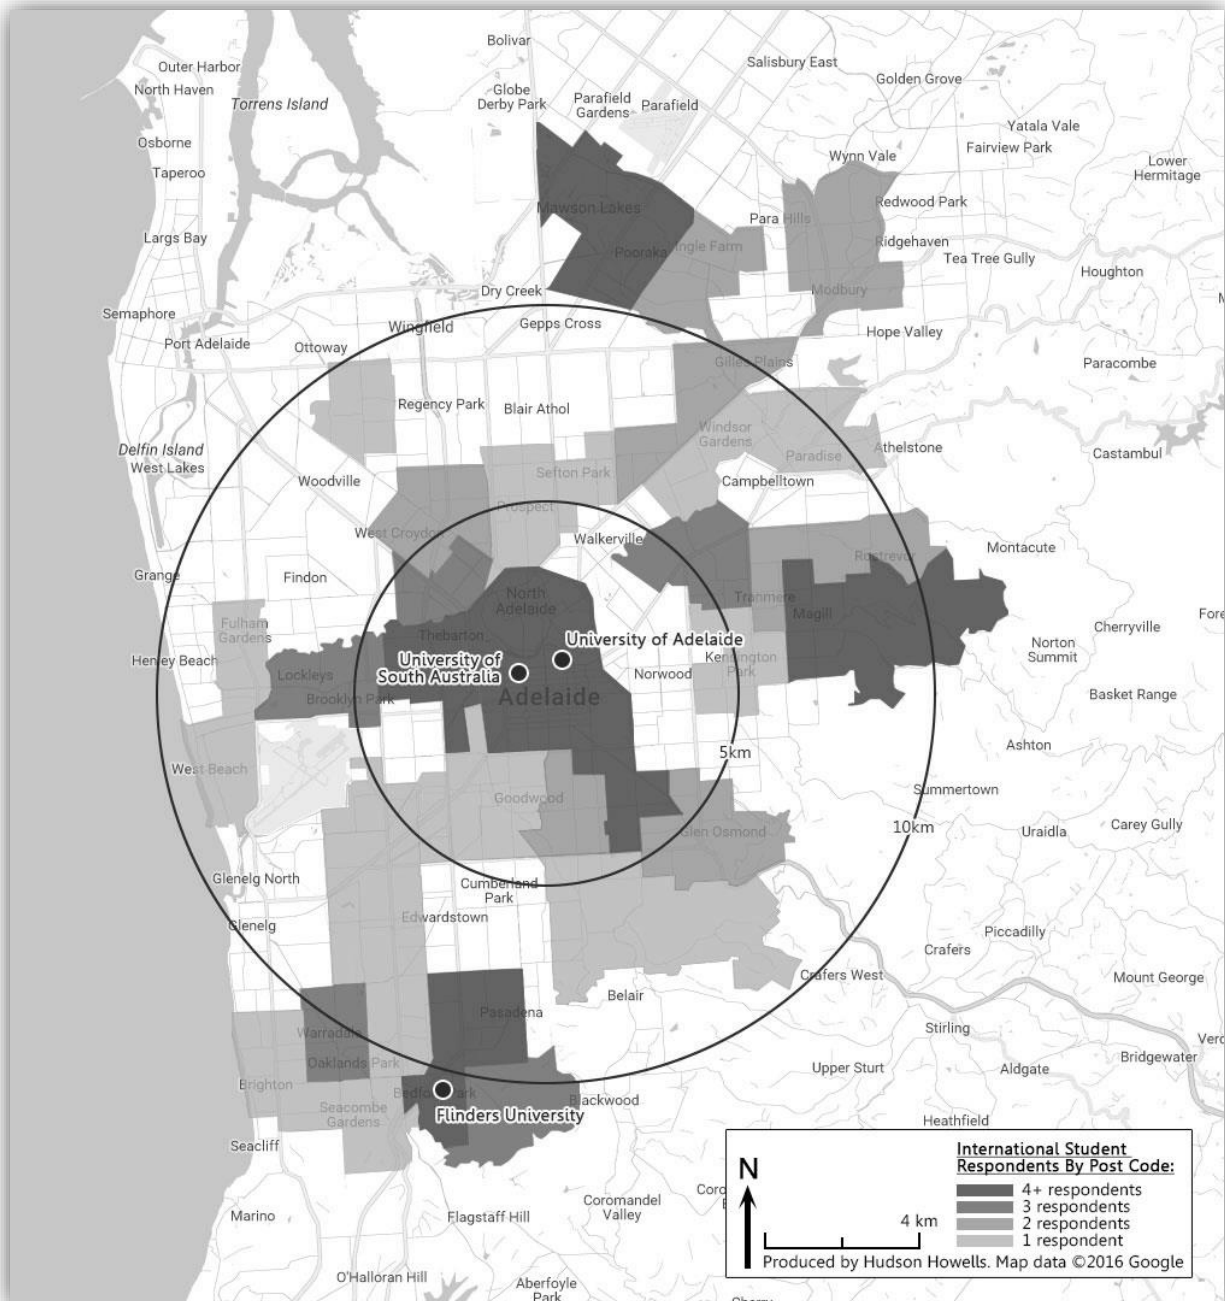 Bolivar
Salisbury East
Outer Harbor
Golden Grove
North Haven
Globe
Derby Park
Parafield
Gardens
Parafield
Torrens Island
Yatala Vale
Osborne
Fairview Park
Wynn Vale
Lower
Hermitage
Taperoo
Mawson Lakes
Redwood Park
Para Hills
Largs Bay
Ridgehaven
Pooraka
Ingle Farm
Tea Tree Gully
Houghton
Dry Creek
Modbury
Semaphore
Wingfield
Gepps Cross
Hope Valley
Port Adelaide
Ottoway
Gilles Plains
Paracombe
Regency Park
Blair Athol
Windsor
Gardens
Delfin Island
Athelstone
Castambul
West Lakes
Paradise
Sefton Park
Woodville
Campbelltown
Prospect
West Croydon
Walkerville
Montacute
Rostrevor
Grange
Findon
North
Adelaide
Tranmere
Magill
Fulham
Gardens
Cherryville
Fore
Thebarton
University of Adelaide
Norton
Summit
Henley Beach
University of
South Australia
Kensington
Park
Lockleys
Norwood
Brooklyn Park
Adelaide
Basket Range
5km
Ashton
West Beach
Goodwood
Summertown
10km
Glen Osmond
Uraidla
Carey Gully
Glenelg North
Cumberland
Park
Edwardstown
Glenelg
Piccadilly
Crafers
Crafers West
Mount George
Belair
Pasadena
Warradale
Stirling
Oaklands Park
Bridgewater
Upper Sturt
Aldgate
Brighton
Bedford Park
Blackwood
Seacombe
Gardens
Flinders University
Heathfield
Seacliff
Coromandel
Valley
Marino
Flagstaff Hill
O'Halloran Hill
Aberfoyle
Park
N
4 km
International Student
Respondents By Post Code:
4+ respondents
3 respondents
2 respondents
1 respondent
Produced by Hudson Howells. Map data ©2016 Google